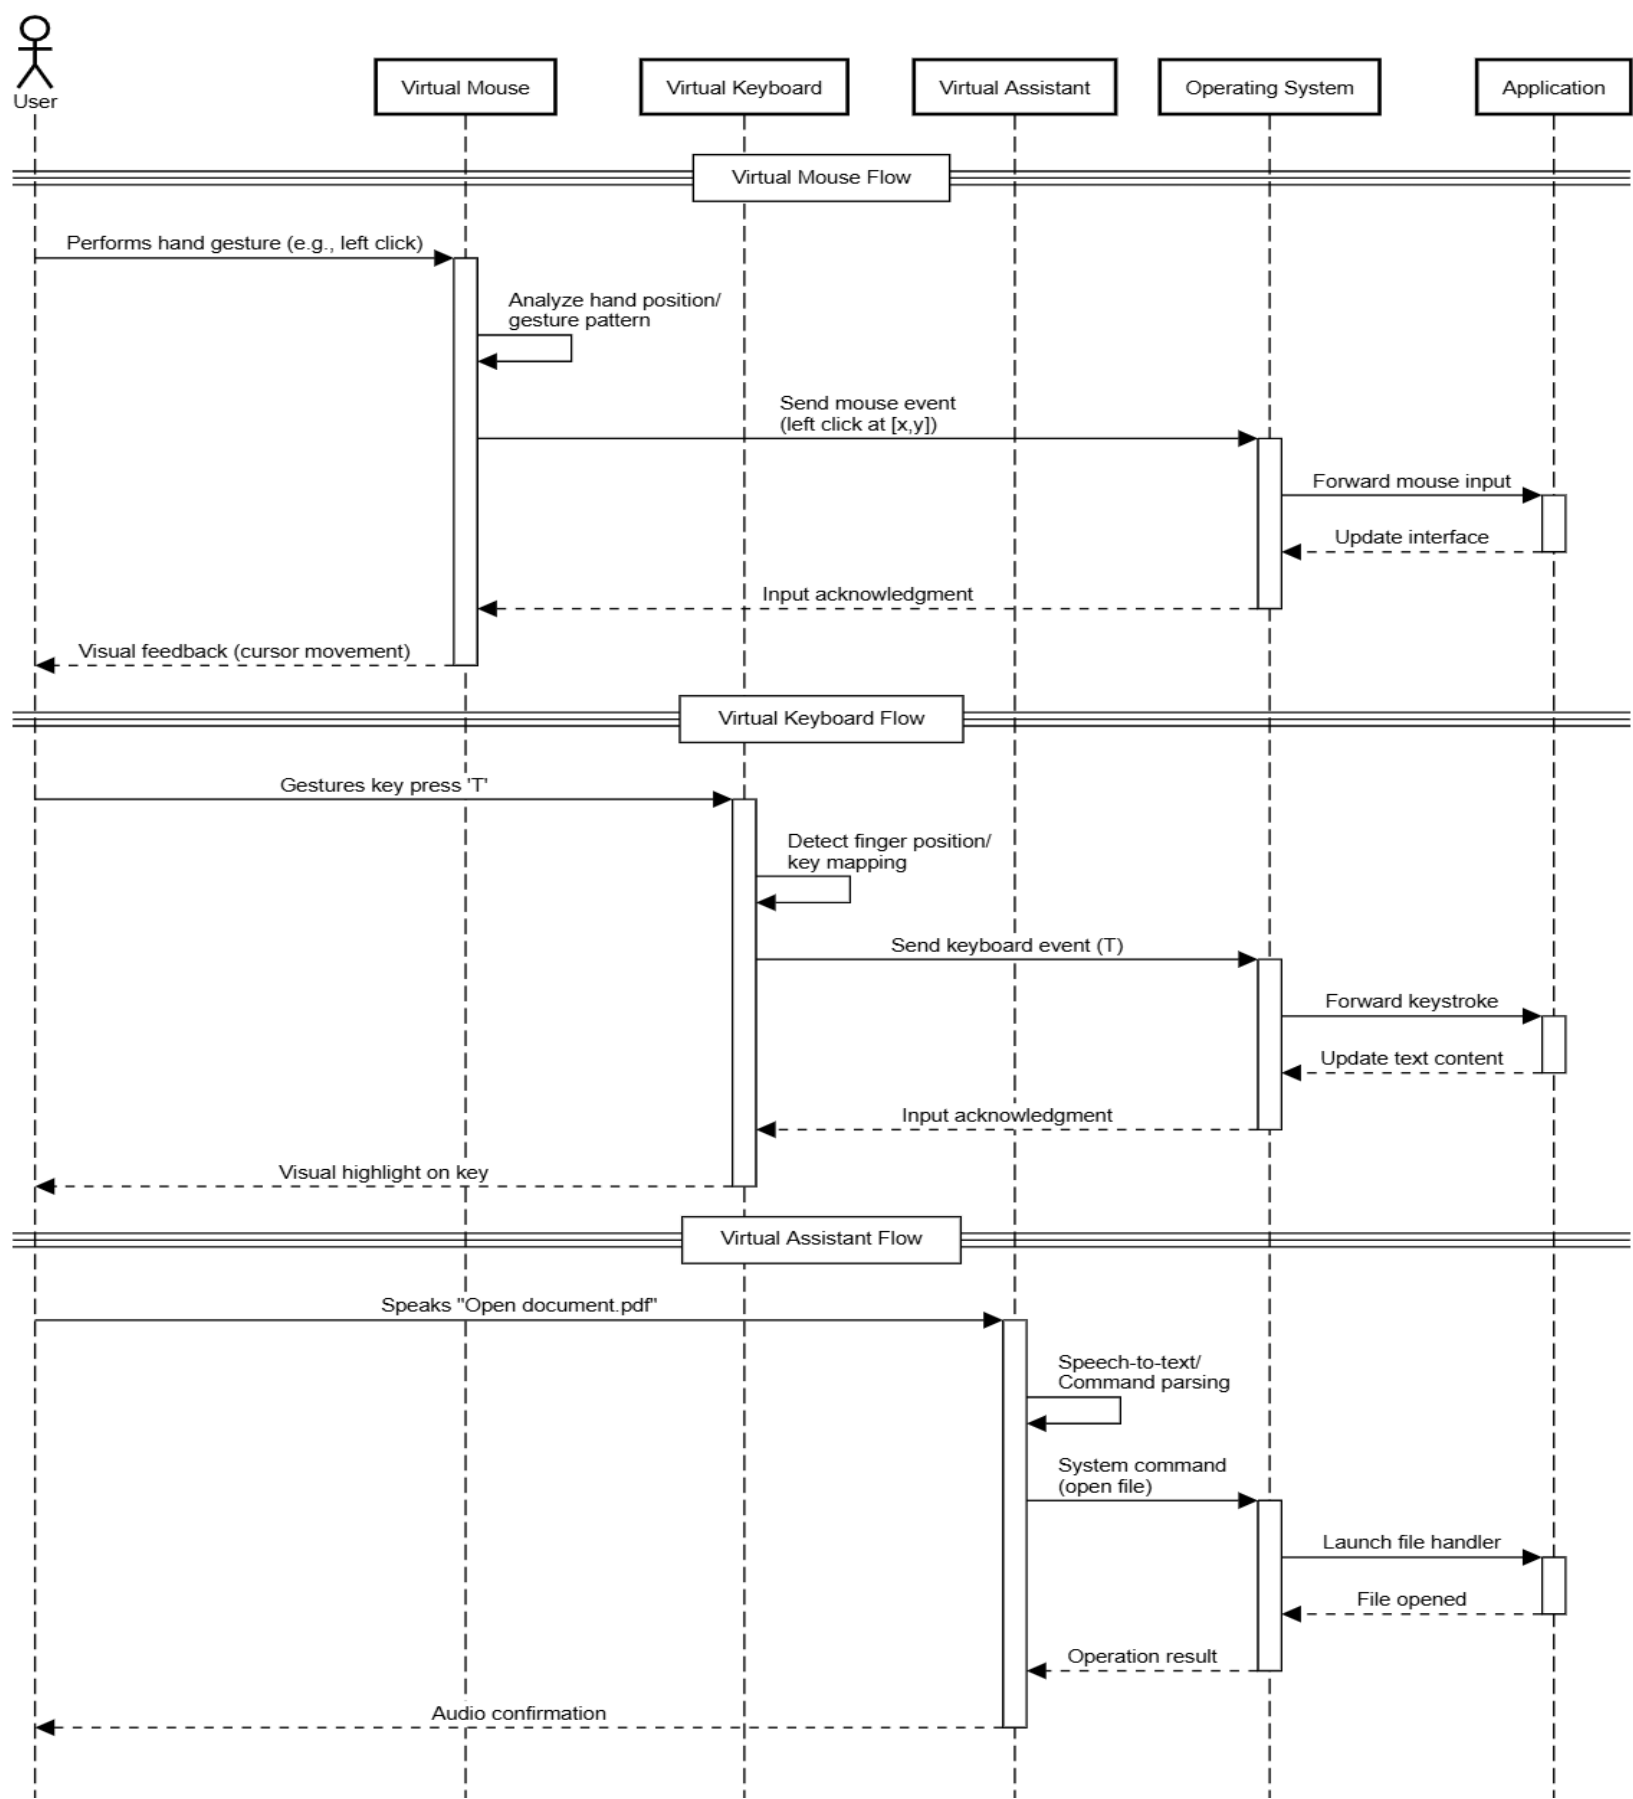 User
Virtual Mouse
Virtual Keyboard
Virtual Assistant
Operating System
Application
Virtual Mouse Flow
Performs hand gesture (e.g., left click)
Analyze hand position/
gesture pattern
Send mouse event
(left click at [x,y])
Forward mouse input
Update interface
Input acknowledgment
Visual feedback (cursor movement)
Virtual Keyboard Flow
Gestures key press 'T'
Detect finger position/
key mapping
Send keyboard event (T)
Forward keystroke
Update text content
Input acknowledgment
Visual highlight on key
Virtual Assistant Flow
Speaks "Open document.pdf"
Speech-to-text/
Command parsing
System command
(open file)
Launch file handler
File opened
Operation result
Audio confirmation